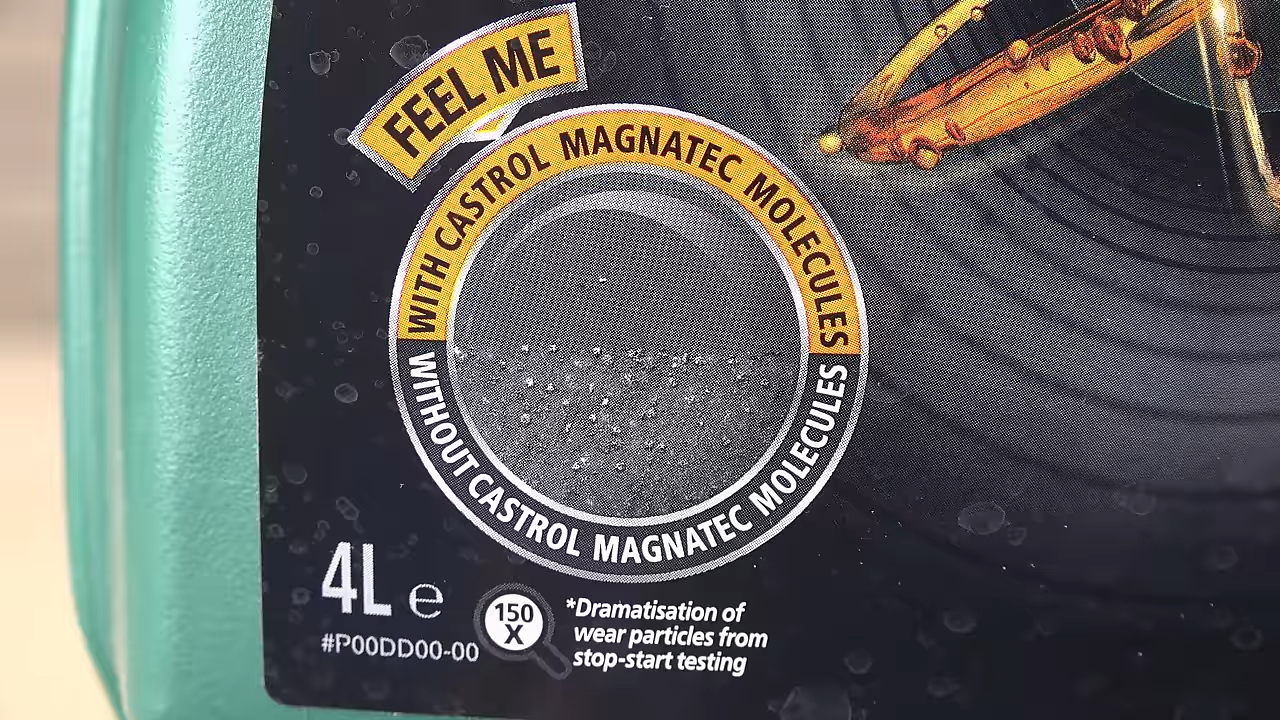 FEEL ME
WITH CASTROL MAGNATEC MOLECULES
WITHOUT CASTROL MAGNATEC MOLECULES
4L ℮
#P00DD00-00
150
X
*Dramatisation of
wear particles from
stop-start testing